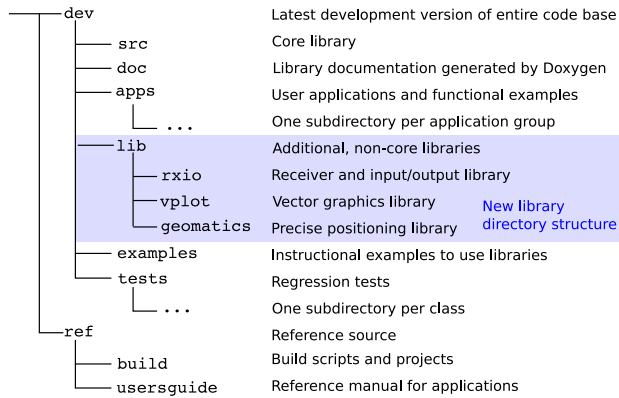 dev Latest development version of entire code base
src Core library
doc Library documentation generated by Doxygen
apps User applications and functional examples
... One subdirectory per application group
lib Additional, non-core libraries
rxio Receiver and input/output library
vplot Vector graphics library
geomatics Precise positioning library
New library
directory structure
examples Instructional examples to use libraries
tests Regression tests
... One subdirectory per class
ref Reference source
build Build scripts and projects
usersguide Reference manual for applications